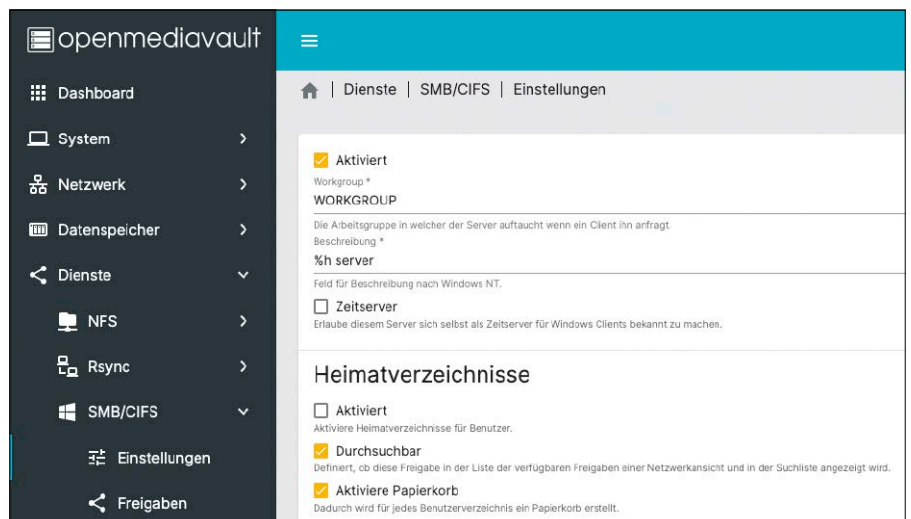 openmediavault
Dashboard
System
Netzwerk
Datenspeicher
Dienste
NFS
Rsync
SMB/CIFS
Einstellungen
Freigaben
| Dienste | SMB/CIFS | Einstellungen
Aktiviert
Workgroup *
WORKGROUP
Die Arbeitsgruppe in welcher der Server auftaucht wenn ein Client ihn anfragt.
Beschreibung *
%h server
Feld für Beschreibung nach Windows NT.
Zeitserver
Erlaube diesem Server sich selbst als Zeitserver für Windows Clients bekannt zu machen.
Heimatverzeichnisse
Aktiviert
Aktiviere Heimatverzeichnisse für Benutzer.
Durchsuchbar
Definiert, ob diese Freigabe in der Liste der verfügbaren Freigaben einer Netzwerkansicht und in der Suchliste angezeigt wird.
Aktiviere Papierkorb
Dadurch wird für jedes Benutzerverzeichnis ein Papierkorb erstellt.